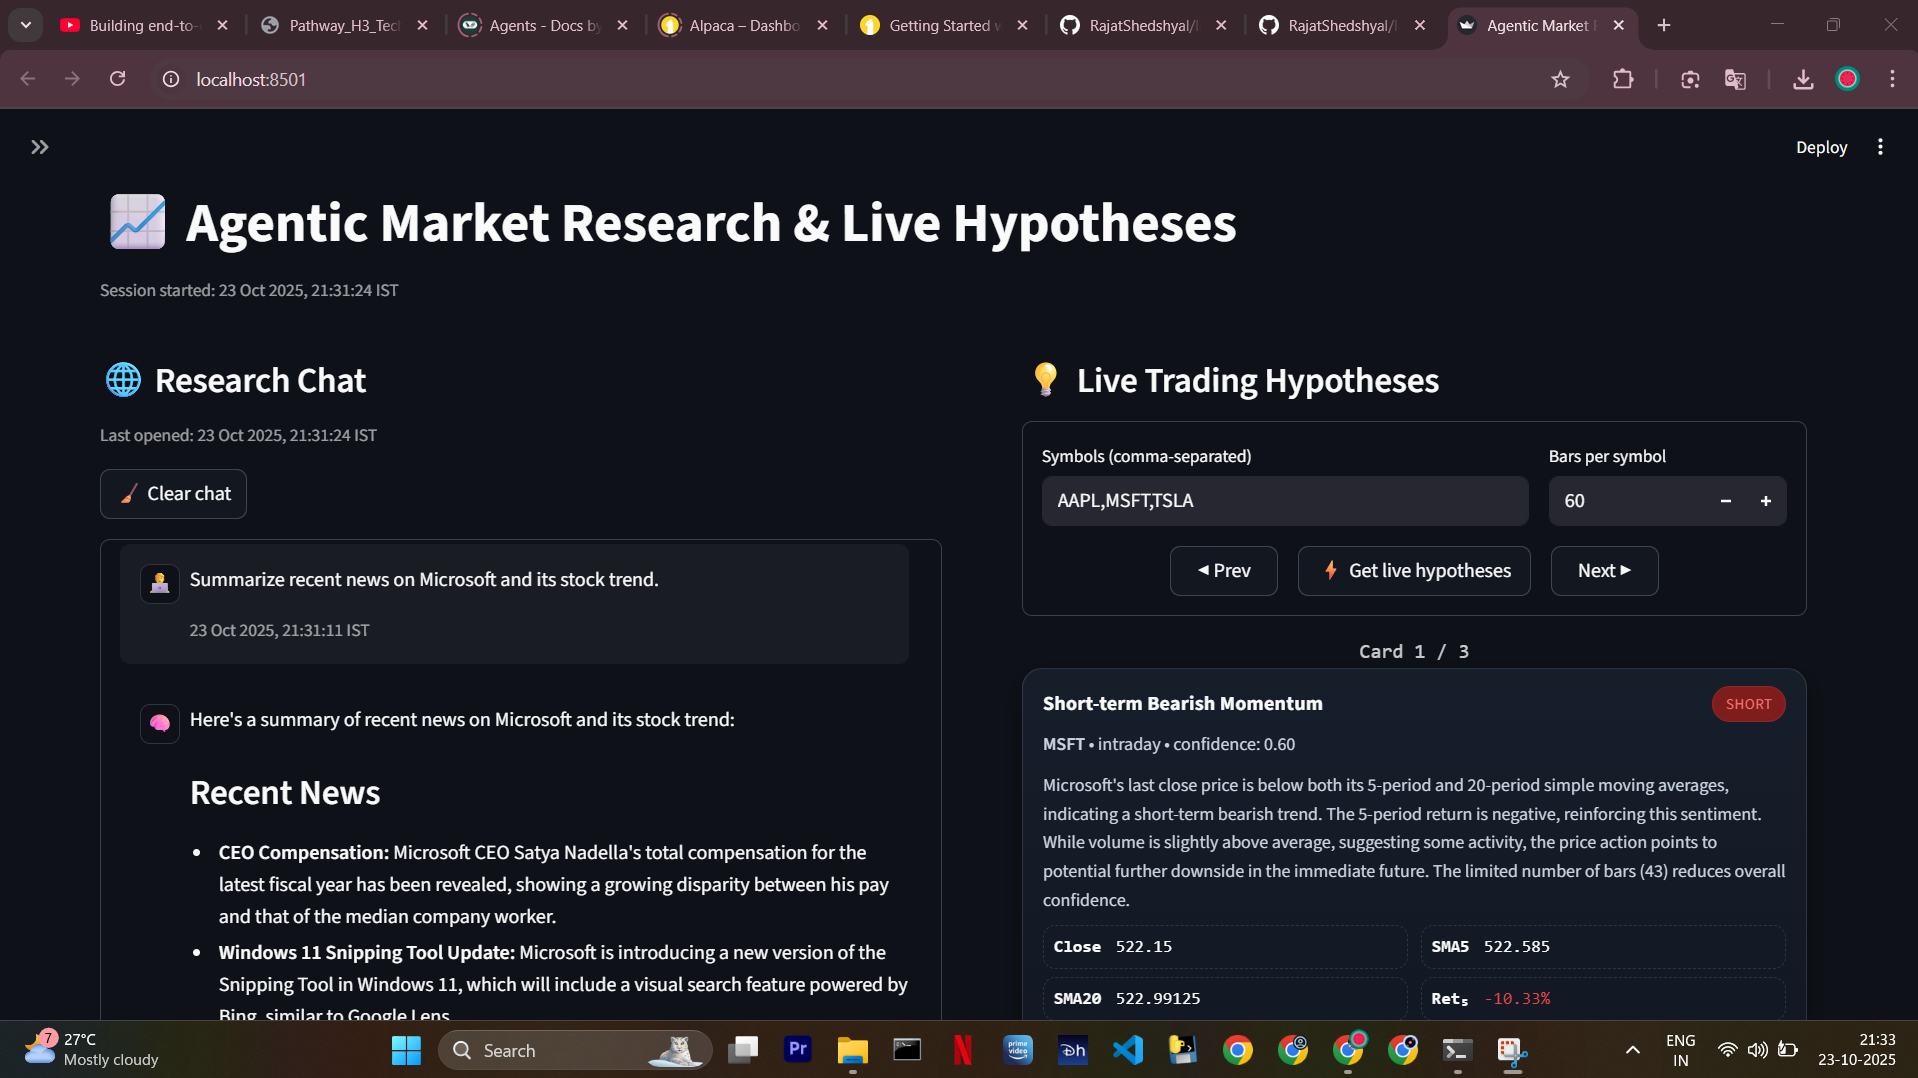 Building end-to-
Pathway_H3_Tec
Agents - Docs by
Alpaca – Dashbo
Getting Started w
RajatShedshyal/
RajatShedshyal/
Agentic Market
localhost:8501
Deploy
Agentic Market Research & Live Hypotheses
Session started: 23 Oct 2025, 21:31:24 IST
Research Chat
Last opened: 23 Oct 2025, 21:31:24 IST
Clear chat
Summarize recent news on Microsoft and its stock trend.
23 Oct 2025, 21:31:11 IST
Here's a summary of recent news on Microsoft and its stock trend:
Recent News
• CEO Compensation: Microsoft CEO Satya Nadella's total compensation for the
latest fiscal year has been revealed, showing a growing disparity between his pay
and that of the median company worker.
• Windows 11 Snipping Tool Update: Microsoft is introducing a new version of the
Snipping Tool in Windows 11, which will include a visual search feature powered by
Bing, similar to Google Lens.
Live Trading Hypotheses
Symbols (comma-separated)
Bars per symbol
AAPL,MSFT,TSLA
60
Prev
Get live hypotheses
Next
Card 1 / 3
Short-term Bearish Momentum
SHORT
MSFT • intraday • confidence: 0.60
Microsoft's last close price is below both its 5-period and 20-period simple moving averages,
indicating a short-term bearish trend. The 5-period return is negative, reinforcing this sentiment.
While volume is slightly above average, suggesting some activity, the price action points to
potential further downside in the immediate future. The limited number of bars (43) reduces overall
confidence.
Close 522.15
SMA5 522.585
SMA20 522.99125
Ret₅ -10.33%
7
27°C
Mostly cloudy
Search
Pr
prime video
Dh
ENG
IN
21:33
23-10-2025